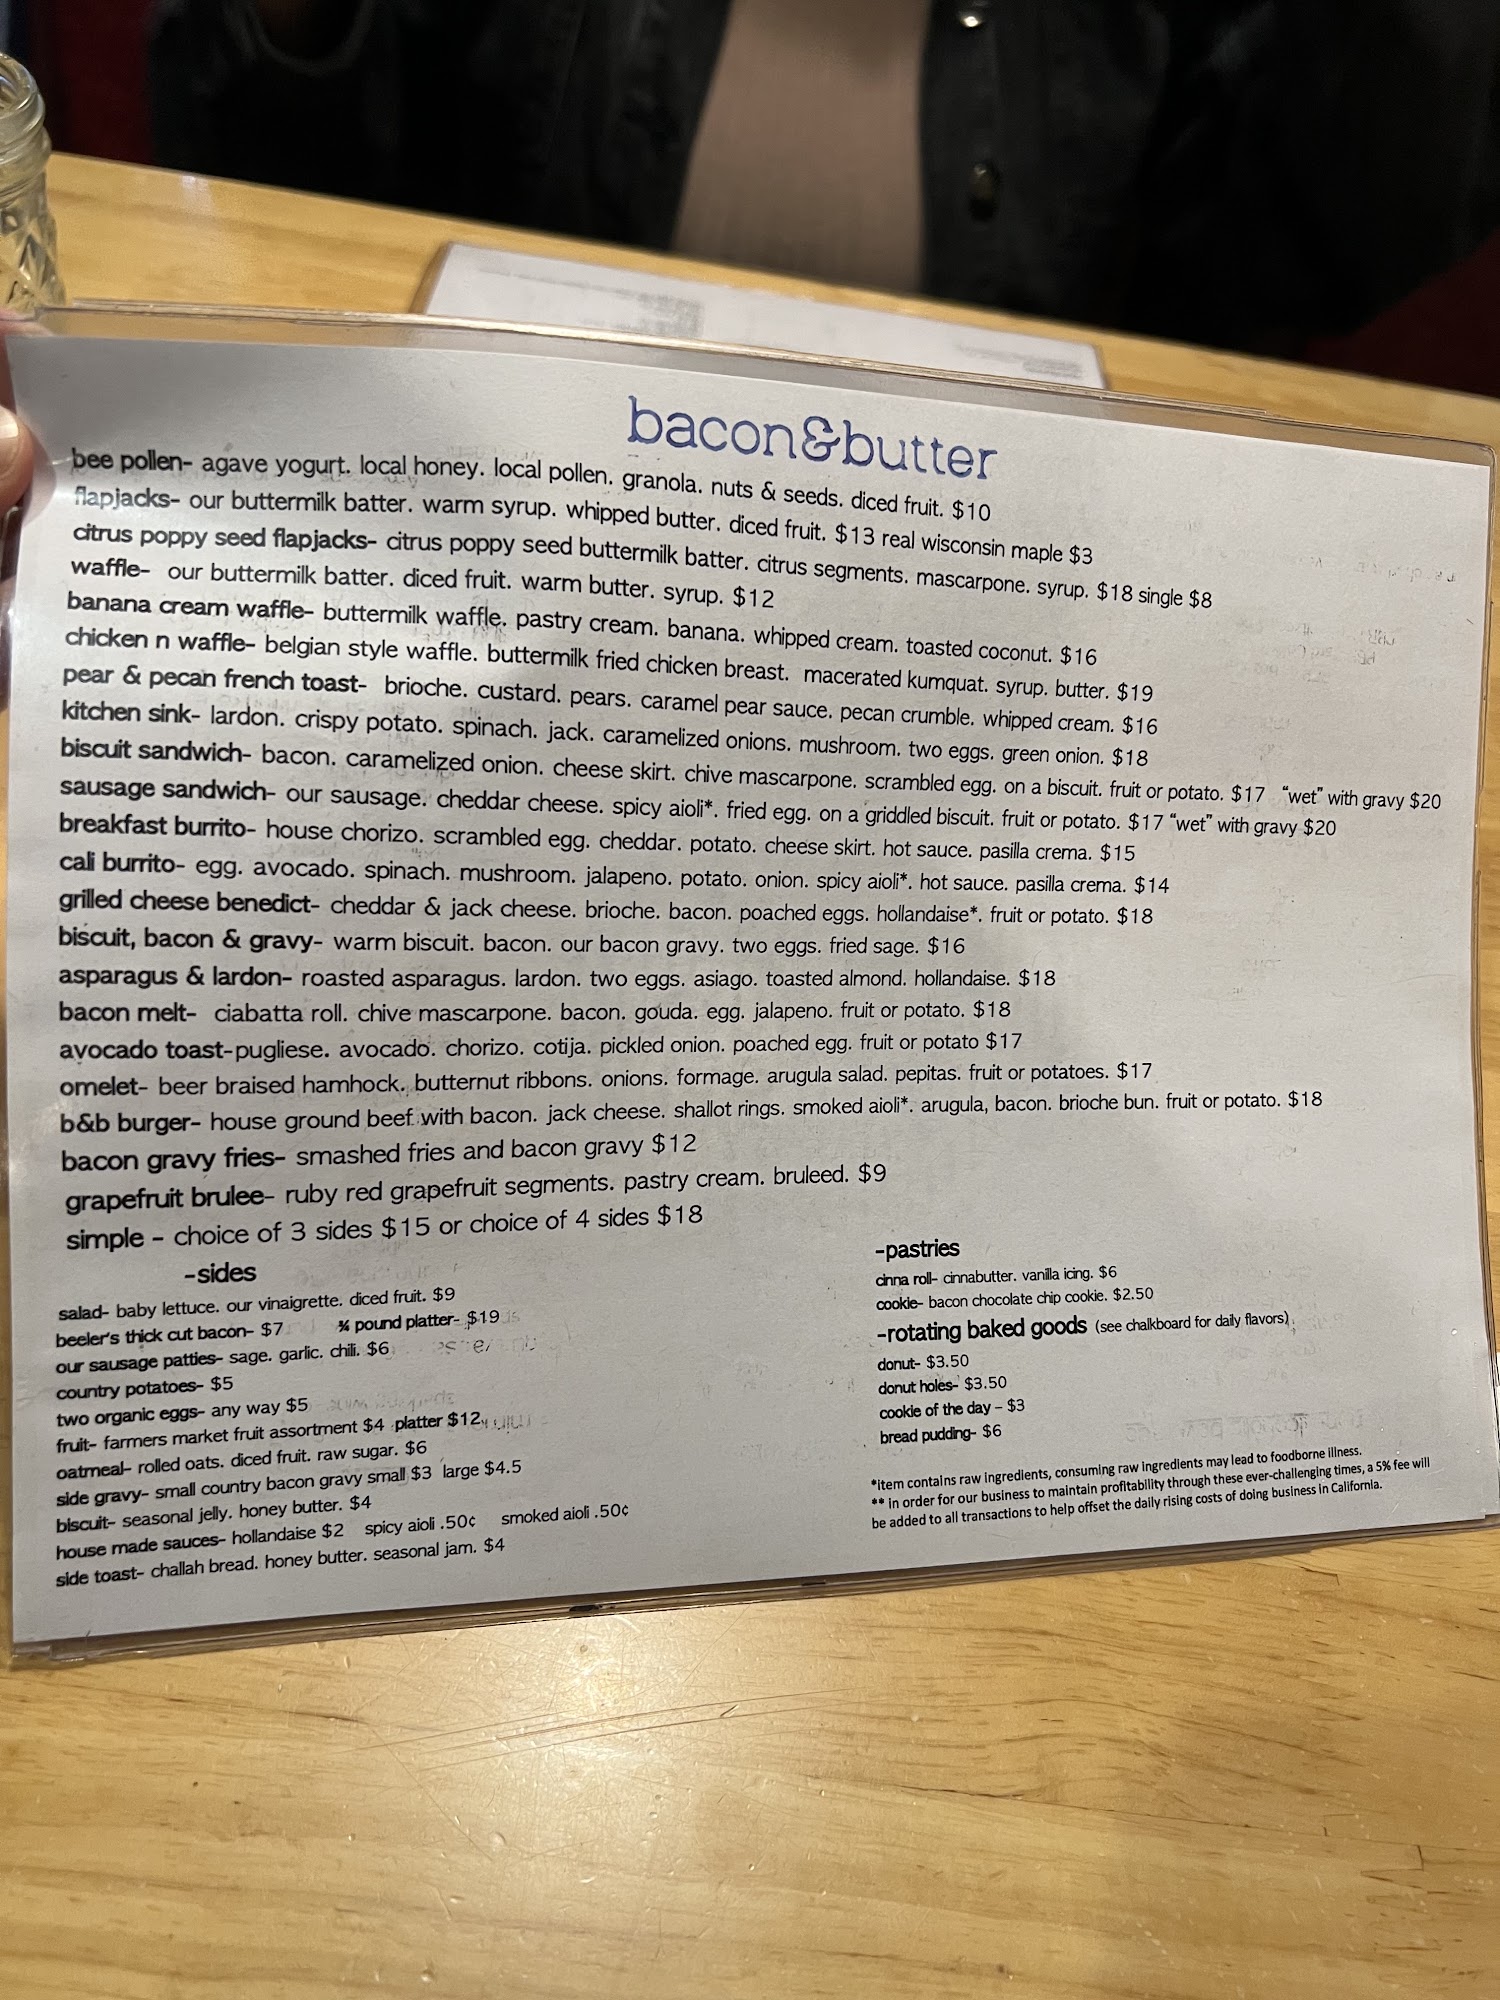 bacon&butter
bee pollen- agave yogurt. local honey. local pollen. granola. nuts & seeds. diced fruit. $10
flapjacks- our buttermilk batter. warm syrup. whipped butter. diced fruit. $13 real wisconsin maple $3
citrus poppy seed flapjacks- citrus poppy seed buttermilk batter. citrus segments. mascarpone. syrup. $18 single $8
waffle- our buttermilk batter. diced fruit. warm butter. syrup. $12
banana cream waffle- buttermilk waffle. pastry cream. banana. whipped cream. toasted coconut. $16
chicken n waffle- belgian style waffle. buttermilk fried chicken breast. macerated kumquat. syrup. butter. $19
pear & pecan french toast- brioche. custard. pears. caramel pear sauce. pecan crumble. whipped cream. $16
kitchen sink- lardon. crispy potato. spinach. jack. caramelized onions. mushroom. two eggs. green onion. $18
biscuit sandwich- bacon. caramelized onion. cheese skirt. chive mascarpone. scrambled egg. on a biscuit. fruit or potato. $17 "wet" with gravy $20
sausage sandwich- our sausage. cheddar cheese. spicy aioli*. fried egg. on a griddled biscuit. fruit or potato. $17 "wet" with gravy $20
breakfast burrito- house chorizo. scrambled egg. cheddar. potato. cheese skirt. hot sauce. pasilla crema. $15
cali burrito- egg. avocado. spinach. mushroom. jalapeno. potato. onion. spicy aioli*. hot sauce. pasilla crema. $14
grilled cheese benedict- cheddar & jack cheese. brioche. bacon. poached eggs. hollandaise*. fruit or potato. $18
biscuit, bacon & gravy- warm biscuit. bacon. our bacon gravy. two eggs. fried sage. $16
asparagus & lardon- roasted asparagus. lardon. two eggs. asiago. toasted almond. hollandaise. $18
bacon melt- ciabatta roll. chive mascarpone. bacon. gouda. egg. jalapeno. fruit or potato. $18
avocado toast-pugliese. avocado. chorizo. cotija. pickled onion. poached egg. fruit or potato $17
omelet- beer braised hamhock. butternut ribbons. onions. formage. arugula salad. pepitas. fruit or potatoes. $17
b&b burger- house ground beef with bacon. jack cheese. shallot rings. smoked aioli*. arugula, bacon. brioche bun. fruit or potato. $18
bacon gravy fries- smashed fries and bacon gravy $12
grapefruit brulee- ruby red grapefruit segments. pastry cream. bruleed. $9
simple - choice of 3 sides $15 or choice of 4 sides $18
-sides
salad- baby lettuce. our vinaigrette. diced fruit. $9
beeler's thick cut bacon- $7 ¾ pound platter- $19
our sausage patties- sage. garlic. chili. $6
country potatoes- $5
two organic eggs- any way $5
fruit- farmers market fruit assortment $4 platter $12
oatmeal- rolled oats. diced fruit. raw sugar. $6
side gravy- small country bacon gravy small $3 large $4.5
biscuit- seasonal jelly. honey butter. $4
house made sauces- hollandaise $2 spicy aioli .50¢ smoked aioli .50¢
side toast- challah bread. honey butter. seasonal jam. $4
-pastries
cinna roll- cinnabutter. vanilla icing. $6
cookie- bacon chocolate chip cookie. $2.50
-rotating baked goods (see chalkboard for daily flavors)
donut- $3.50
donut holes- $3.50
cookie of the day - $3
bread pudding- $6
*item contains raw ingredients, consuming raw ingredients may lead to foodborne illness.
** in order for our business to maintain profitability through these ever-challenging times, a 5% fee will
be added to all transactions to help offset the daily rising costs of doing business in California.